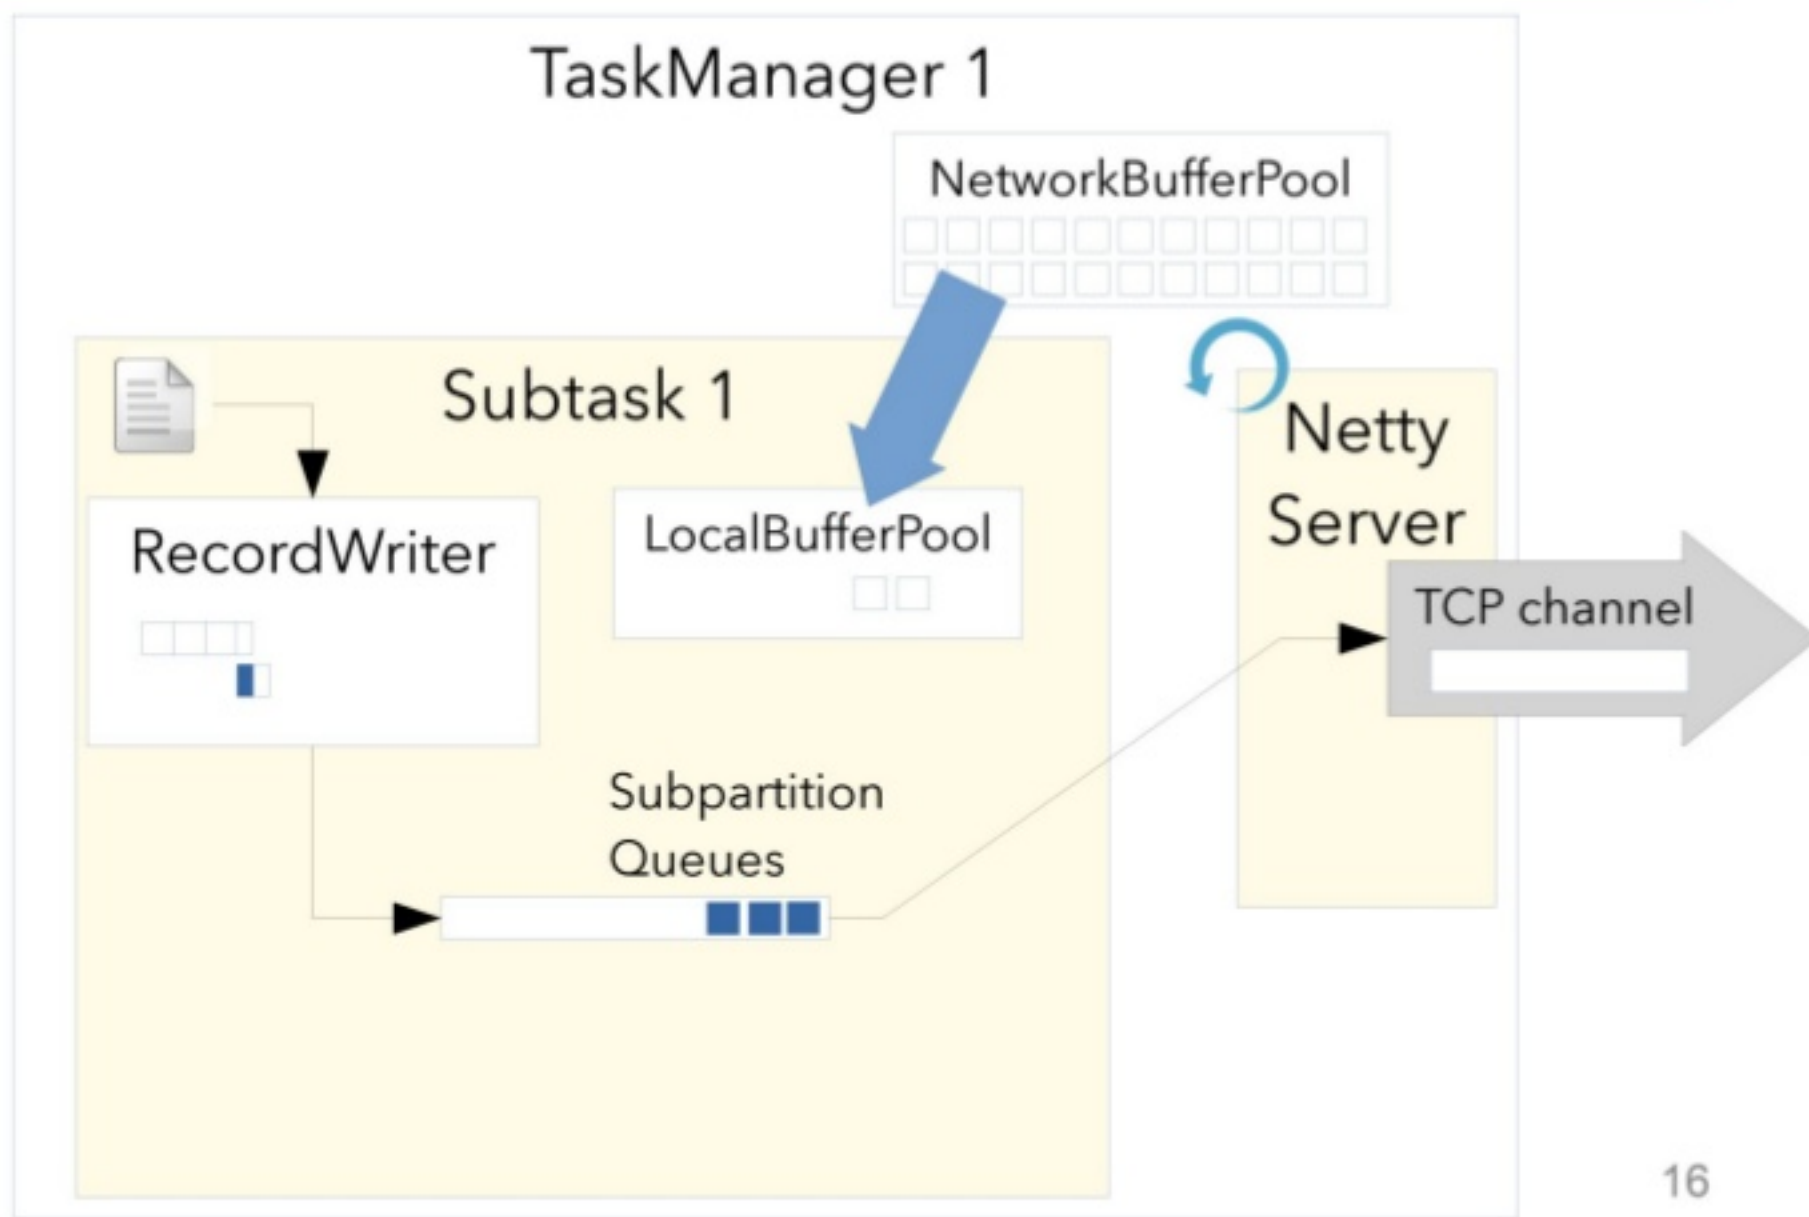 TaskManager 1
NetworkBufferPool
Subtask 1
Netty
Server
RecordWriter
LocalBufferPool
TCP channel
Subpartition
Queues
16